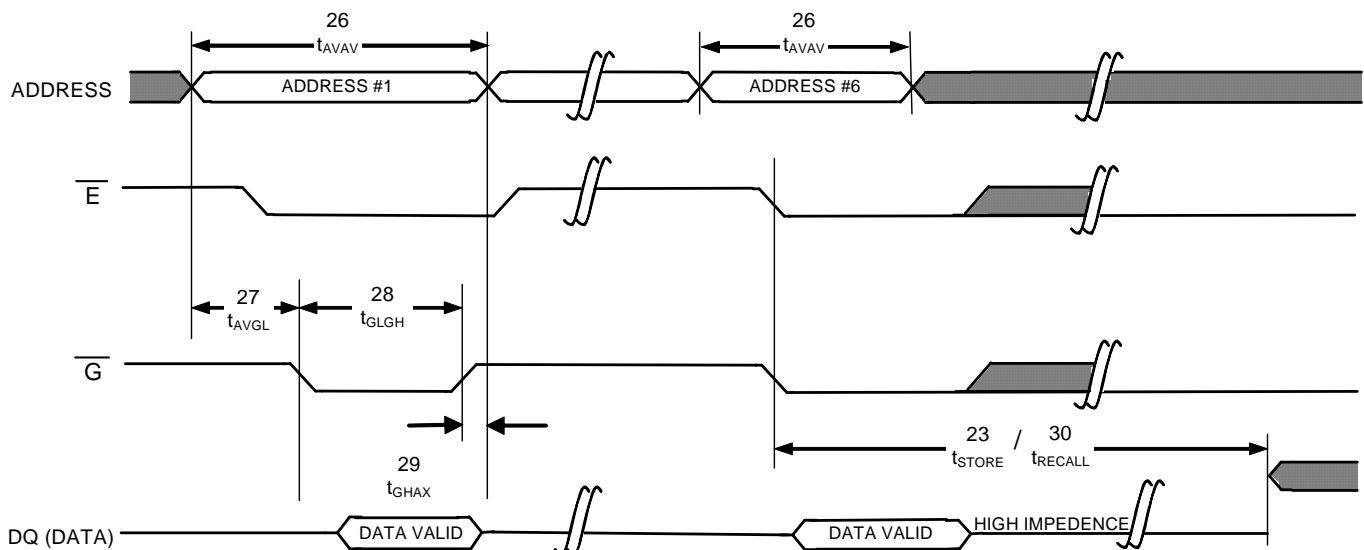 26
tAVAV
26
tAVAV
ADDRESS
ADDRESS #1
ADDRESS #6
E
27
tAVGL
28
tGLGH
G
23 / 30
tSTORE tRECALL
29
tGHAX
DQ (DATA)
DATA VALID
DATA VALID
HIGH IMPEDENCE